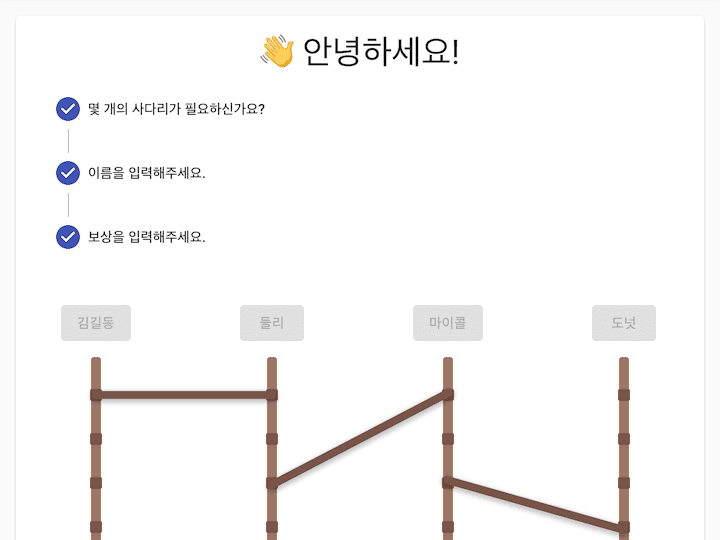 👋 안녕하세요!
몇 개의 사다리가 필요하신가요?
이름을 입력해주세요.
보상을 입력해주세요.
김길동 둘리 마이콜 도넛